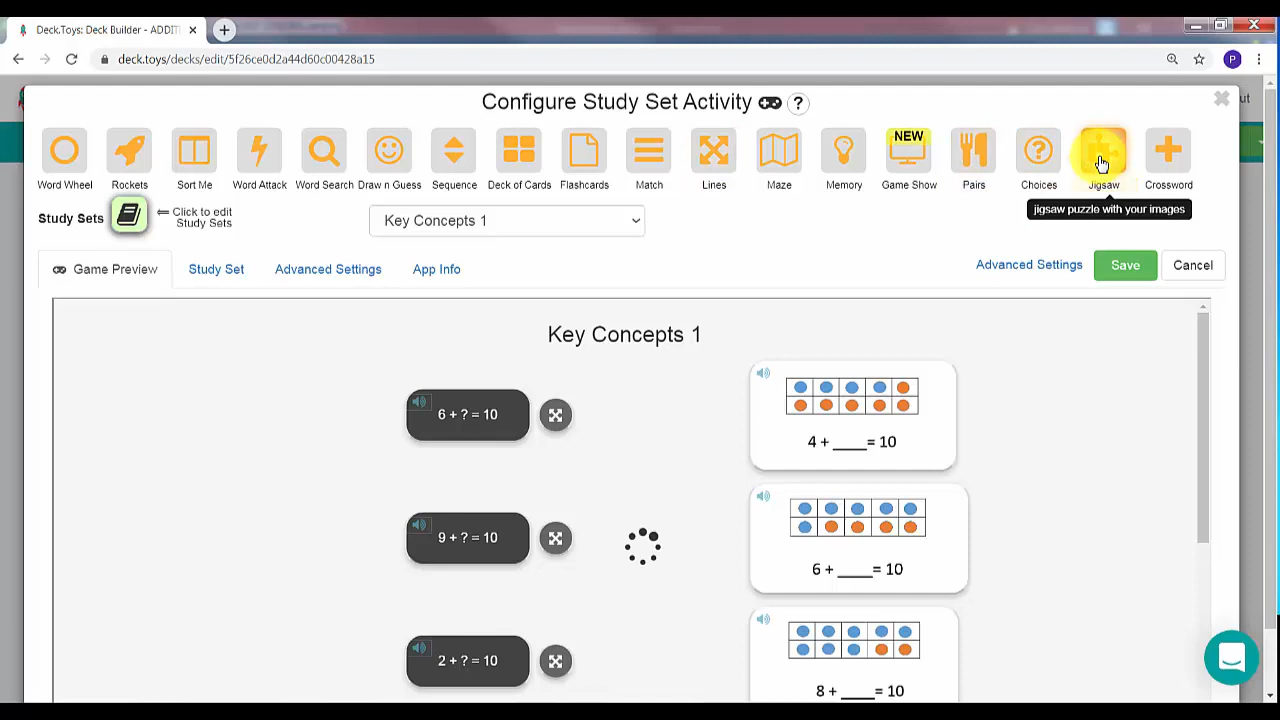 Deck.Toys: Deck Builder - ADDIT
deck.toys/decks/edit/5f26ce0d2a44d60c00428a15
P
Configure Study Set Activity ?
NEW
Word Wheel Rockets Sort Me Word Attack Word Search Draw n Guess Sequence Deck of Cards Flashcards Match Lines Maze Memory Game Show Pairs Choices Jigsaw Crossword
jigsaw puzzle with your images
Study Sets
Click to edit
Study Sets
Key Concepts 1
Game Preview Study Set Advanced Settings App Info
Advanced Settings Save Cancel
Key Concepts 1
6 + ? = 10
4 + ____ = 10
9 + ? = 10
6 + ____ = 10
2 + ? = 10
8 + ____ = 10